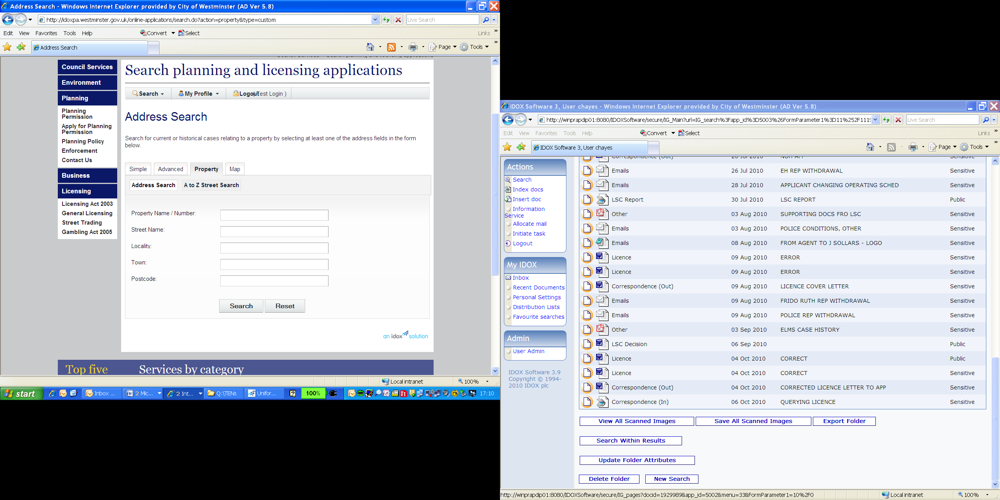 Address Search - Windows Internet Explorer provided by City of Westminster (AD Ver 5.8)
http://idoxpa.westminster.gov.uk/online-applications/search.do?action=property&type=custom
Live Search
Edit View Favorites Tools Help Convert Select Links »
Address Search
Page Tools »
Search planning and licensing applications
Council Services
Environment
Planning
Planning
Permission
Apply for Planning
Permission
Planning Policy
Enforcement
Contact Us
Business
Licensing
Licensing Act 2003
General Licensing
Street Trading
Gambling Act 2005
Search My Profile Logout ( Test Login )
Address Search
Search for current or historical cases relating to a property by selecting at least one of the address fields in the form
below.
Simple Advanced Property Map
Address Search A to Z Street Search
Property Name / Number:
Street Name:
Locality:
Town:
Postcode:
Search Reset
an idox solution
Top five Services by category
Local intranet 100%
start Inbox ... 2 Mic... 2 Int... Q:\TENs Unifor... 100% 17:10
IDOX Software 3, User chayes - Windows Internet Explorer provided by City of Westminster (AD Ver 5.8)
http://winprapdip01:8080/IDOXSoftware/secure/IG_Main?url=IG_search%3Fapp_id%3D5003%26FormParameter1%3D11%252F111
Live Search
Edit View Favorites Tools Help Convert Select Links »
IDOX Software 3, User chayes
Page Tools »
Actions
Search
Index docs
Insert doc
Information
Service
Allocate mail
Initiate task
Logout
My IDOX
Inbox
Recent Documents
Personal Settings
Distribution Lists
Favourite searches
Admin
User Admin
IDOX Software 3.9
Copyright © 1994-
2010 IDOX plc
Correspondence (Out)
Emails 26 Jul 2010 EH REP WITHDRAWAL Sensitive
Emails 28 Jul 2010 APPLICANT CHANGING OPERATING SCHED Sensitive
LSC Report 30 Jul 2010 LSC REPORT Public
Other 03 Aug 2010 SUPPORTING DOCS FRO LSC Sensitive
Emails 03 Aug 2010 POLICE CONDITIONS, OTHER Sensitive
Emails 08 Aug 2010 FROM AGENT TO J SOLLARS - LOGO Sensitive
Licence 09 Aug 2010 ERROR Sensitive
Licence 09 Aug 2010 ERROR Sensitive
Correspondence (Out) 09 Aug 2010 LICENCE COVER LETTER Sensitive
Emails 09 Aug 2010 FRIDO RUTH REP WITHDRAWAL Sensitive
Emails 09 Aug 2010 POLICE REP WITHDRAWAL Sensitive
Other 03 Sep 2010 ELMS CASE HISTORY Sensitive
LSC Decision 06 Sep 2010 Public
Licence 04 Oct 2010 CORRECT Public
Licence 04 Oct 2010 CORRECT Sensitive
Correspondence (Out) 04 Oct 2010 CORRECTED LICENCE LETTER TO APP Sensitive
Correspondence (In) 06 Oct 2010 QUERYING LICENCE Sensitive
View All Scanned Images Save All Scanned Images Export Folder
Search Within Results
Update Folder Attributes
Delete Folder New Search
http://winprapdip01:8080/IDOXSoftware/secure/IG_pages?docid=1929989&app_id=5002&menu=33&FormParameter1=10%2F0 Local intranet 100%